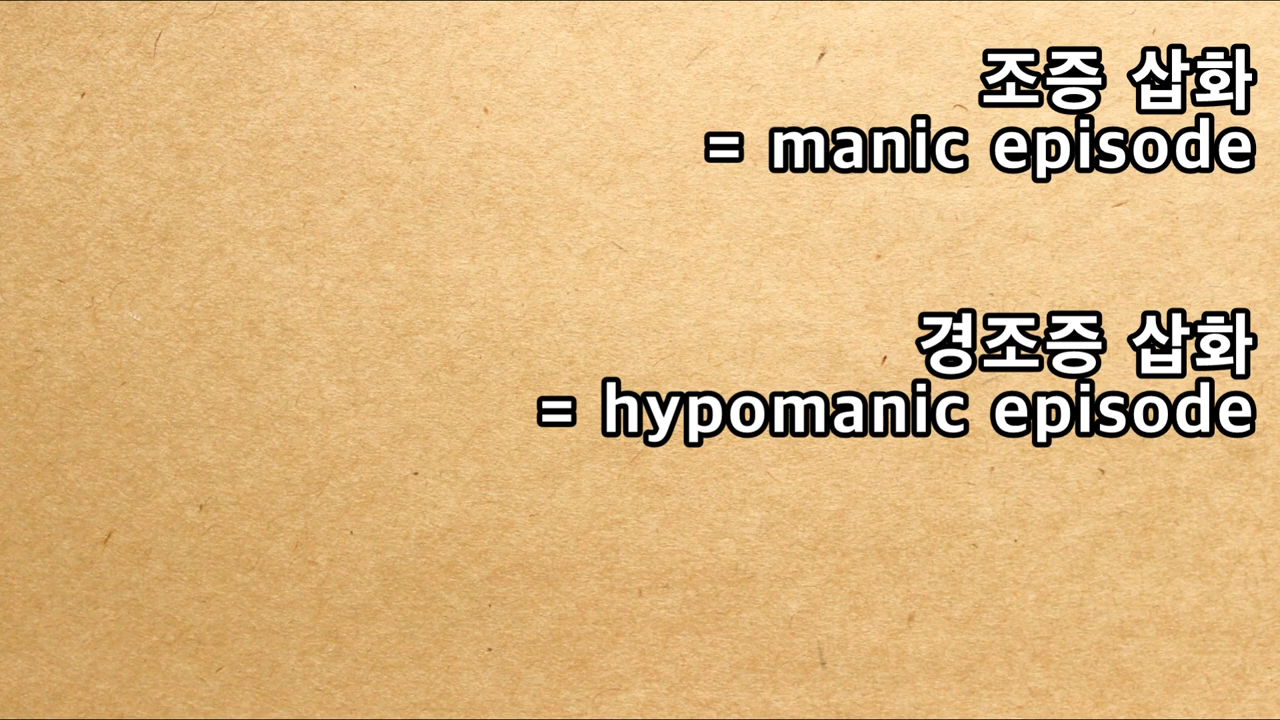 조증 삽화
= manic episode
경조증 삽화
= hypomanic episode